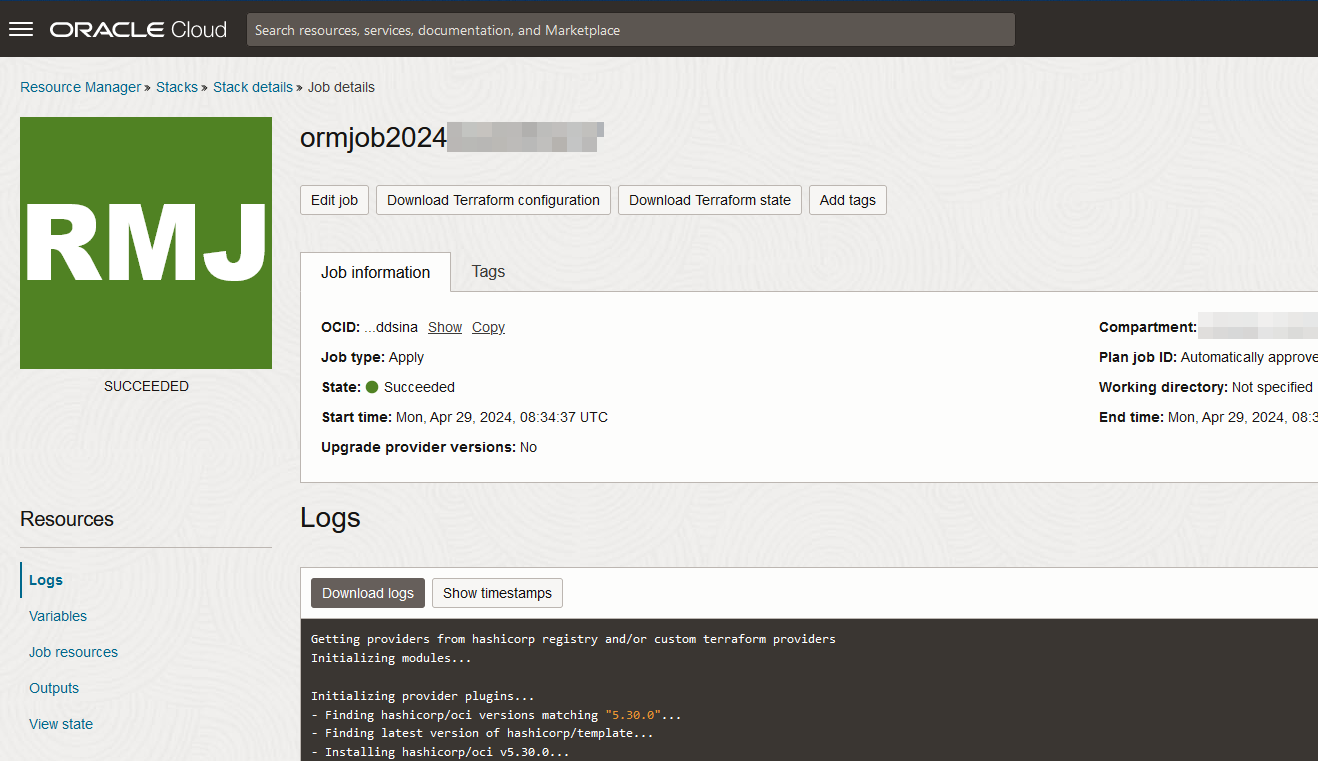 ORACLE Cloud
Search resources, services, documentation, and Marketplace
Resource Manager » Stacks » Stack details » Job details
RMJ
SUCCEEDED
ormjob2024
Edit job
Download Terraform configuration
Download Terraform state
Add tags
Job information
Tags
OCID: ...ddsina Show Copy
Job type: Apply
State: Succeeded
Start time: Mon, Apr 29, 2024, 08:34:37 UTC
Upgrade provider versions: No
Compartment:
Plan job ID: Automatically approve
Working directory: Not specified
End time: Mon, Apr 29, 2024, 08:3
Resources
Logs
Variables
Job resources
Outputs
View state
Logs
Download logs
Show timestamps
Getting providers from hashicorp registry and/or custom terraform providers
Initializing modules...
Initializing provider plugins...
- Finding hashicorp/oci versions matching "5.30.0"...
- Finding latest version of hashicorp/template...
- Installing hashicorp/oci v5.30.0...